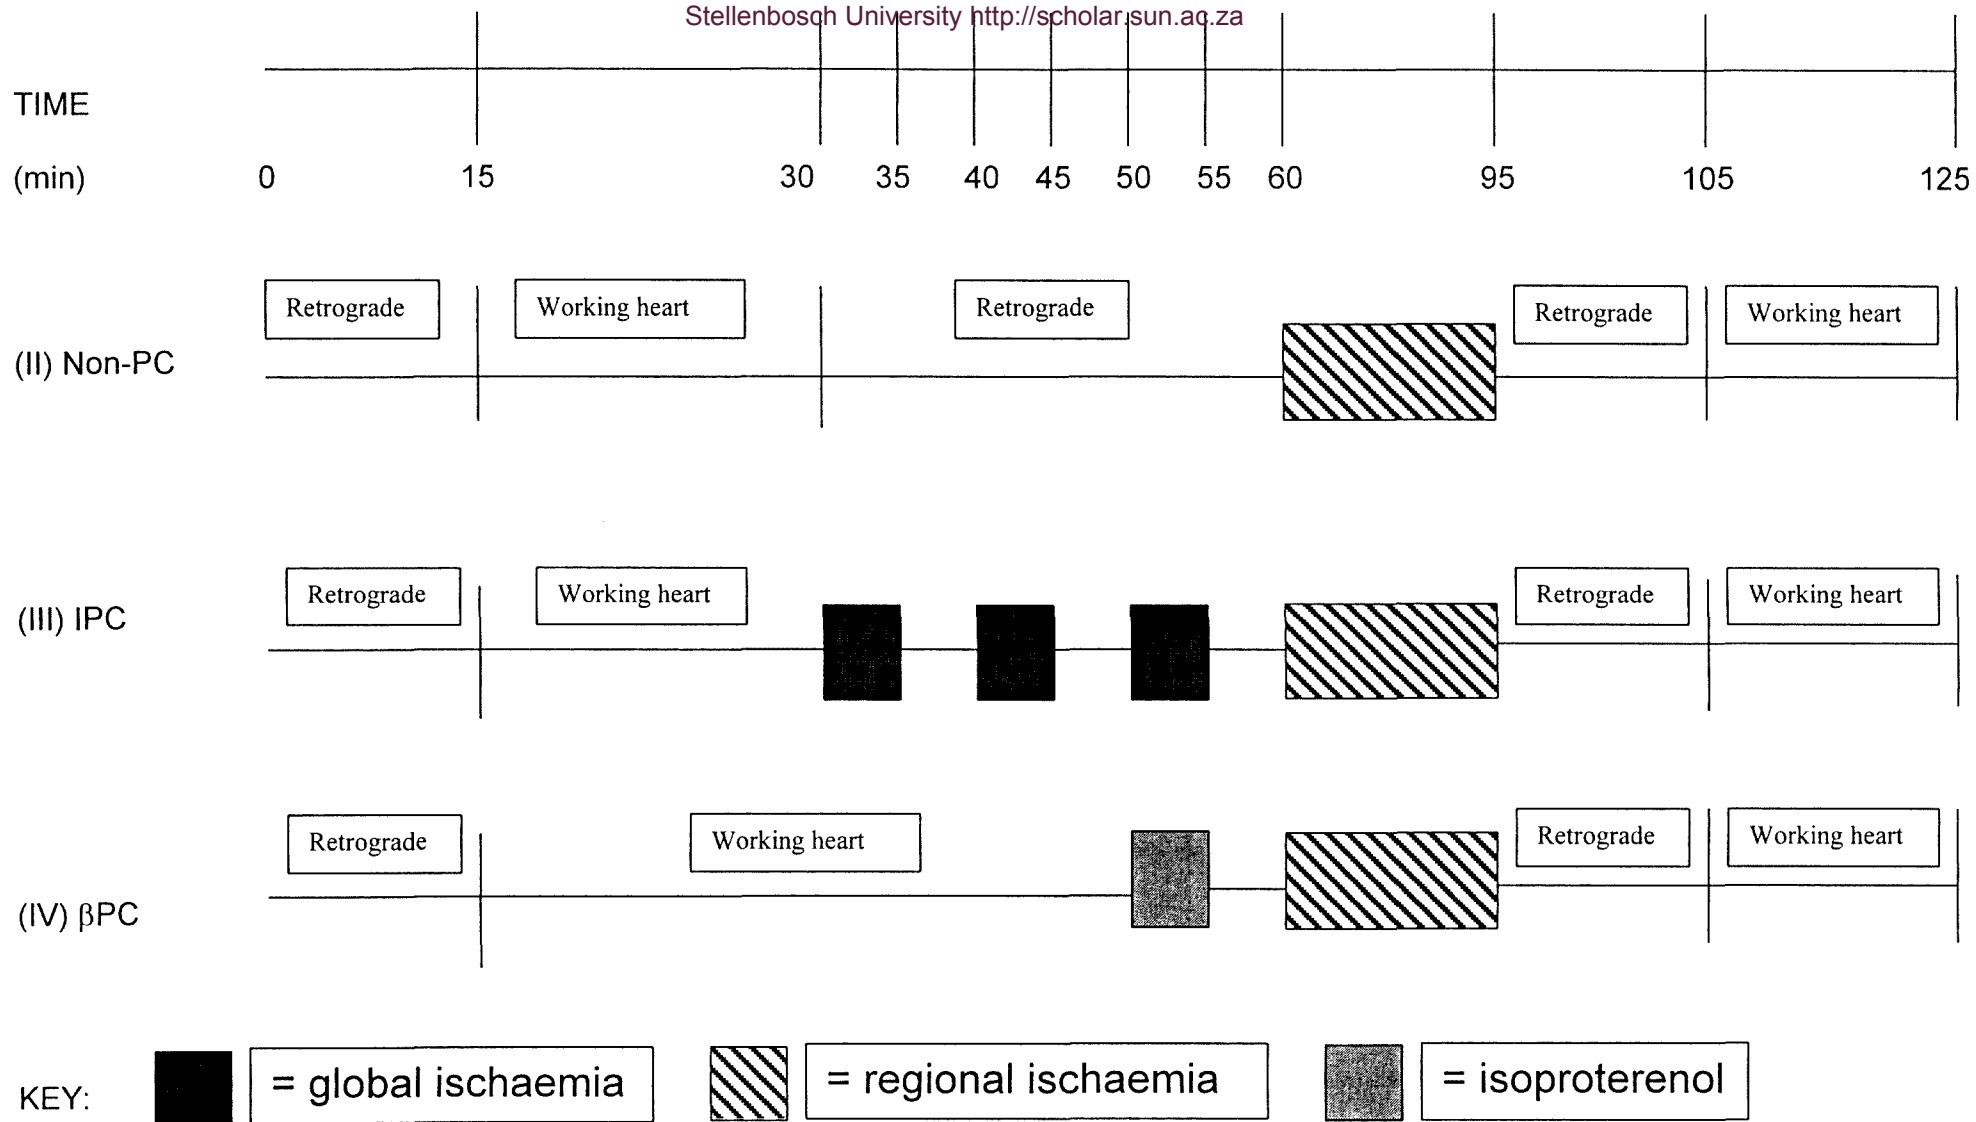 Stellenbosch University http://scholar.sun.ac.za
TIME
(min) 0 15 30 35 40 45 50 55 60 95 105 125
Retrograde Working heart Retrograde Retrograde Working heart
(II) Non-PC
Retrograde Working heart Retrograde Working heart
(III) IPC
Retrograde Working heart Retrograde Working heart
(IV) βPC
KEY: = global ischaemia = regional ischaemia = isoproterenol